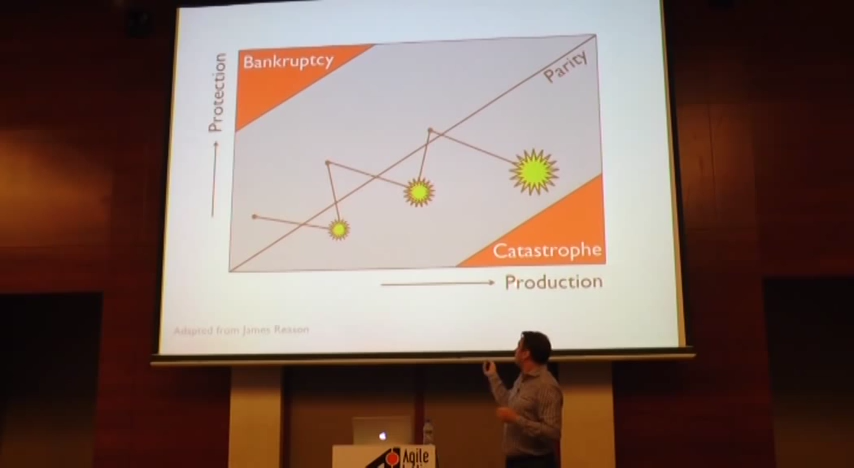 Bankruptcy
Parity
Protection
Catastrophe
Production
Adapted from James Reason
Agile